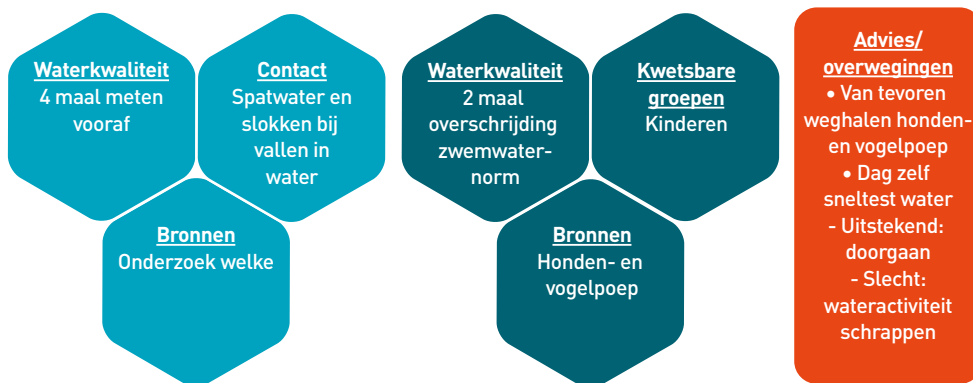 Waterkwaliteit
4 maal meten
vooraf
Contact
Spatwater en
slokken bij
vallen in
water
Bronnen
Onderzoek welke
Waterkwaliteit
2 maal
overschrijding
zwemwater-
norm
Kwetsbare
groepen
Kinderen
Bronnen
Honden- en
vogelpoep
Advies/
overwegingen
• Van tevoren
weghalen honden-
en vogelpoep
• Dag zelf
sneltest water
- Uitstekend:
doorgaan
- Slecht:
wateractiviteit
schrappen